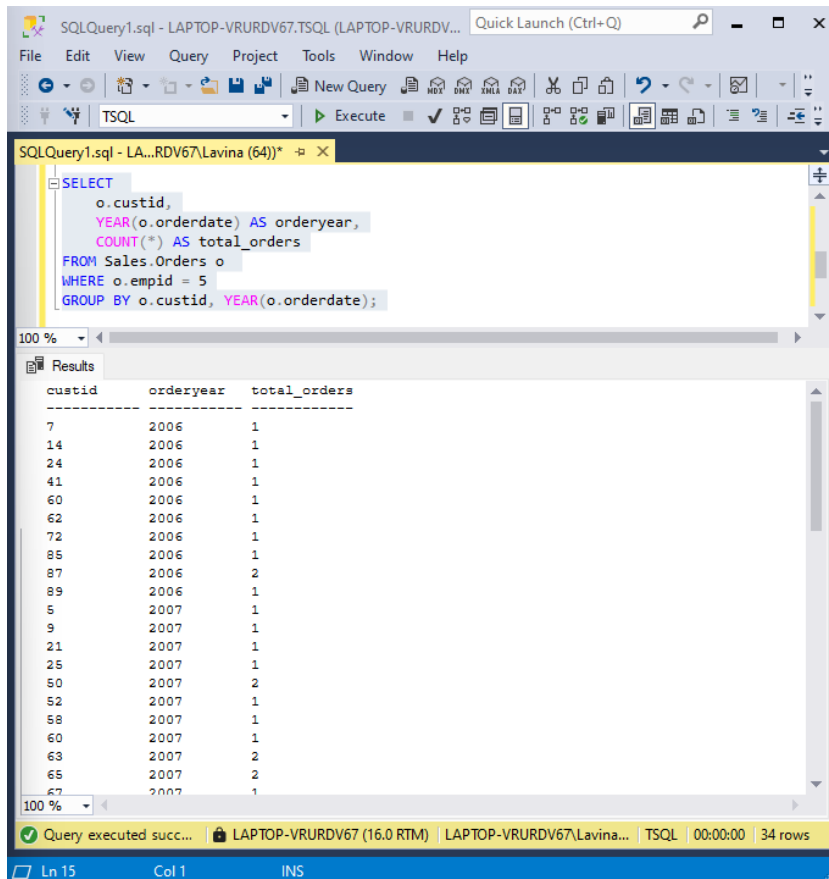 SQLQuery1.sql - LAPTOP-VRURDV67.TSQL (LAPTOP-VRURDV... Quick Launch (Ctrl+Q)
File Edit View Query Project Tools Window Help
New Query MDX DMX XMLA DAX
TSQL Execute
SQLQuery1.sql - LA...RDV67\Lavina (64))*
SELECT
o.custid,
YEAR(o.orderdate) AS orderyear,
COUNT(*) AS total_orders
FROM Sales.Orders o
WHERE o.empid = 5
GROUP BY o.custid, YEAR(o.orderdate);
100 %
Results
custid orderyear total_orders
----------- ----------- ------------
7 2006 1
14 2006 1
24 2006 1
41 2006 1
60 2006 1
62 2006 1
72 2006 1
85 2006 1
87 2006 2
89 2006 1
5 2007 1
9 2007 1
21 2007 1
25 2007 1
50 2007 2
52 2007 1
58 2007 1
60 2007 1
63 2007 2
65 2007 2
67 2007 1
100 %
Query executed succ... LAPTOP-VRURDV67 (16.0 RTM) LAPTOP-VRURDV67\Lavina... TSQL 00:00:00 34 rows
Ln 15 Col 1 INS